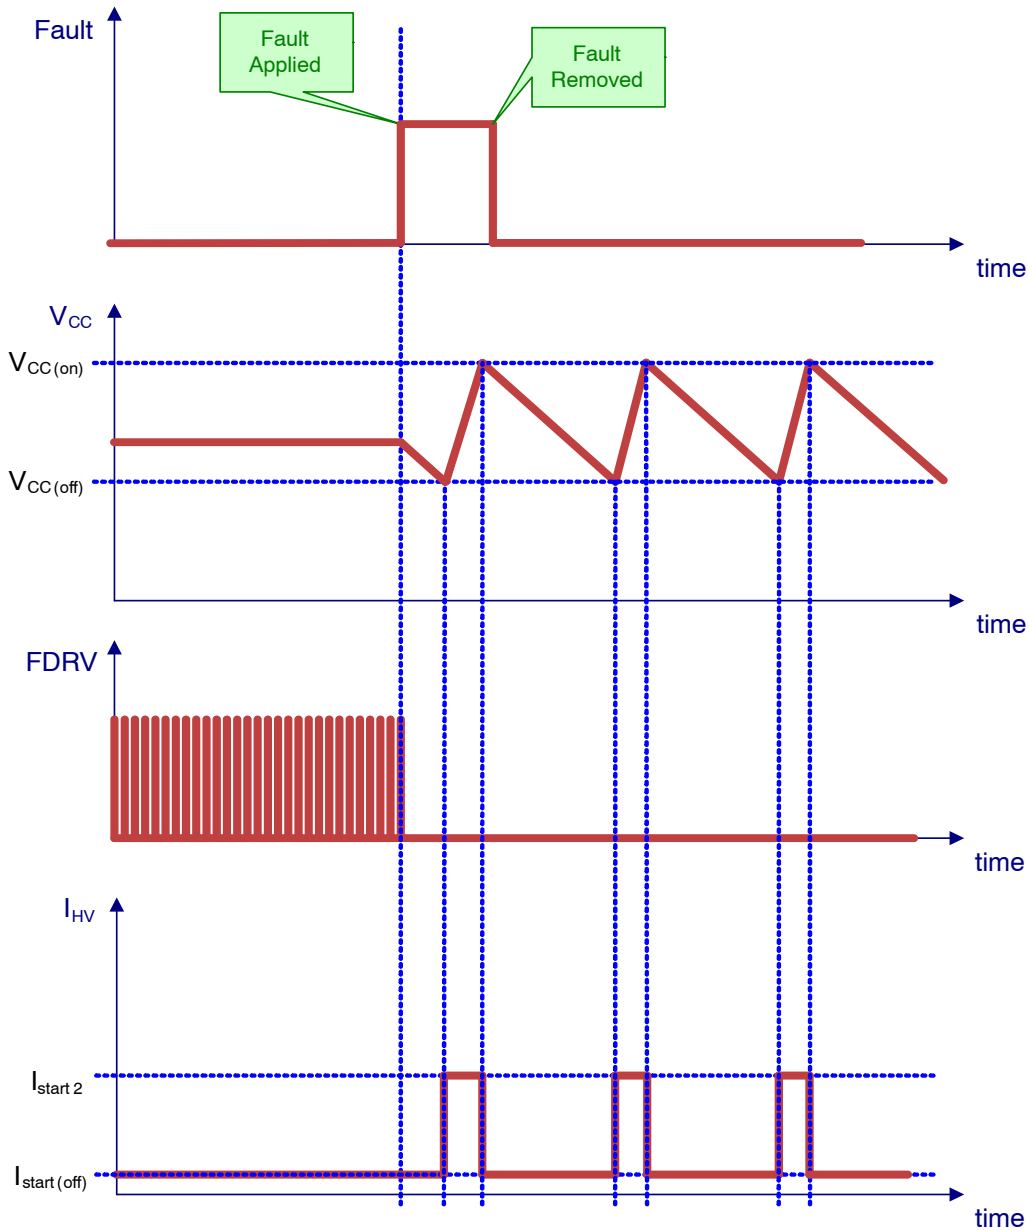 Fault
Fault
Applied
Fault
Removed
time
VCC
VCC (on)
VCC (off)
time
FDRV
time
IHV
Istart 2
Istart (off)
time